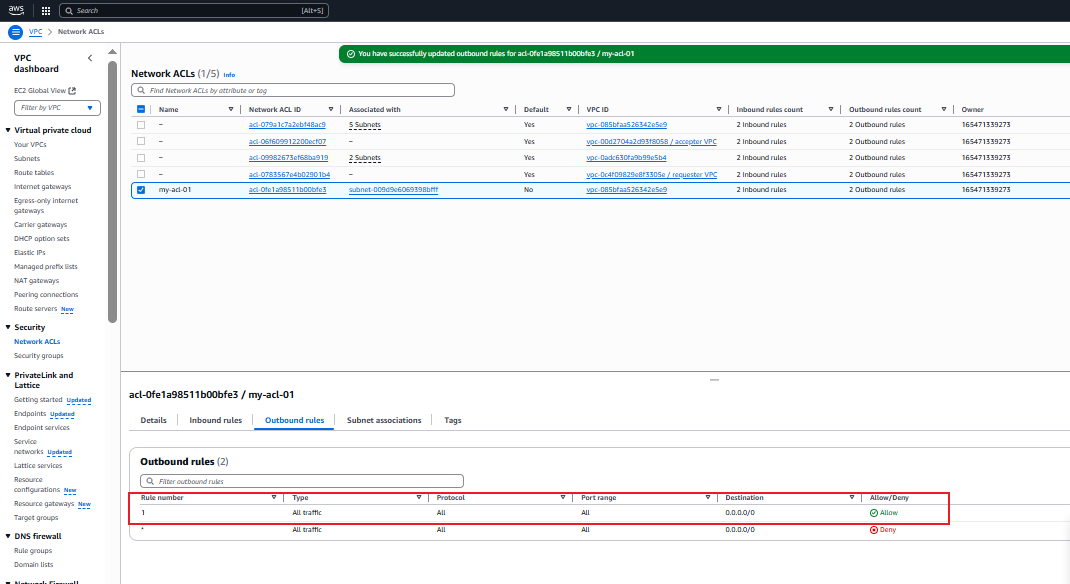 aws
Search [Alt+S]
VPC > Network ACLs
You have successfully updated outbound rules for acl-0fe1a98511b00bfe3 / my-acl-01
VPC dashboard
EC2 Global View
Filter by VPC
Virtual private cloud
Your VPCs
Subnets
Route tables
Internet gateways
Egress-only internet gateways
Carrier gateways
DHCP option sets
Elastic IPs
Managed prefix lists
NAT gateways
Peering connections
Route servers New
Security
Network ACLs
Security groups
PrivateLink and Lattice
Getting started Updated
Endpoints Updated
Endpoint services
Service networks Updated
Lattice services
Resource configurations New
Resource gateways New
Target groups
DNS firewall
Rule groups
Domain lists
Network Firewall
Network ACLs (1/5) Info
Find Network ACLs by attribute or tag
Name Network ACL ID Associated with Default VPC ID Inbound rules count Outbound rules count Owner
– acl-079a1c7a2ebf48ac9 5 Subnets Yes vpc-085bfaa526342e5e9 2 Inbound rules 2 Outbound rules 165471339273
– acl-06f609912200ecf07 – Yes vpc-00d2704a2d93f8058 / accepter VPC 2 Inbound rules 2 Outbound rules 165471339273
– acl-09982673ef68ba919 2 Subnets Yes vpc-0adc630fa9b99e5b4 2 Inbound rules 2 Outbound rules 165471339273
– acl-0783567e4b02901b4 – Yes vpc-0c4f09829e8f3305e / requester VPC 2 Inbound rules 2 Outbound rules 165471339273
my-acl-01 acl-0fe1a98511b00bfe3 subnet-009d9e6069398bfff No vpc-085bfaa526342e5e9 2 Inbound rules 2 Outbound rules 165471339273
acl-0fe1a98511b00bfe3 / my-acl-01
Details Inbound rules Outbound rules Subnet associations Tags
Outbound rules (2)
Filter outbound rules
Rule number Type Protocol Port range Destination Allow/Deny
1 All traffic All All 0.0.0.0/0 Allow
* All traffic All All 0.0.0.0/0 Deny